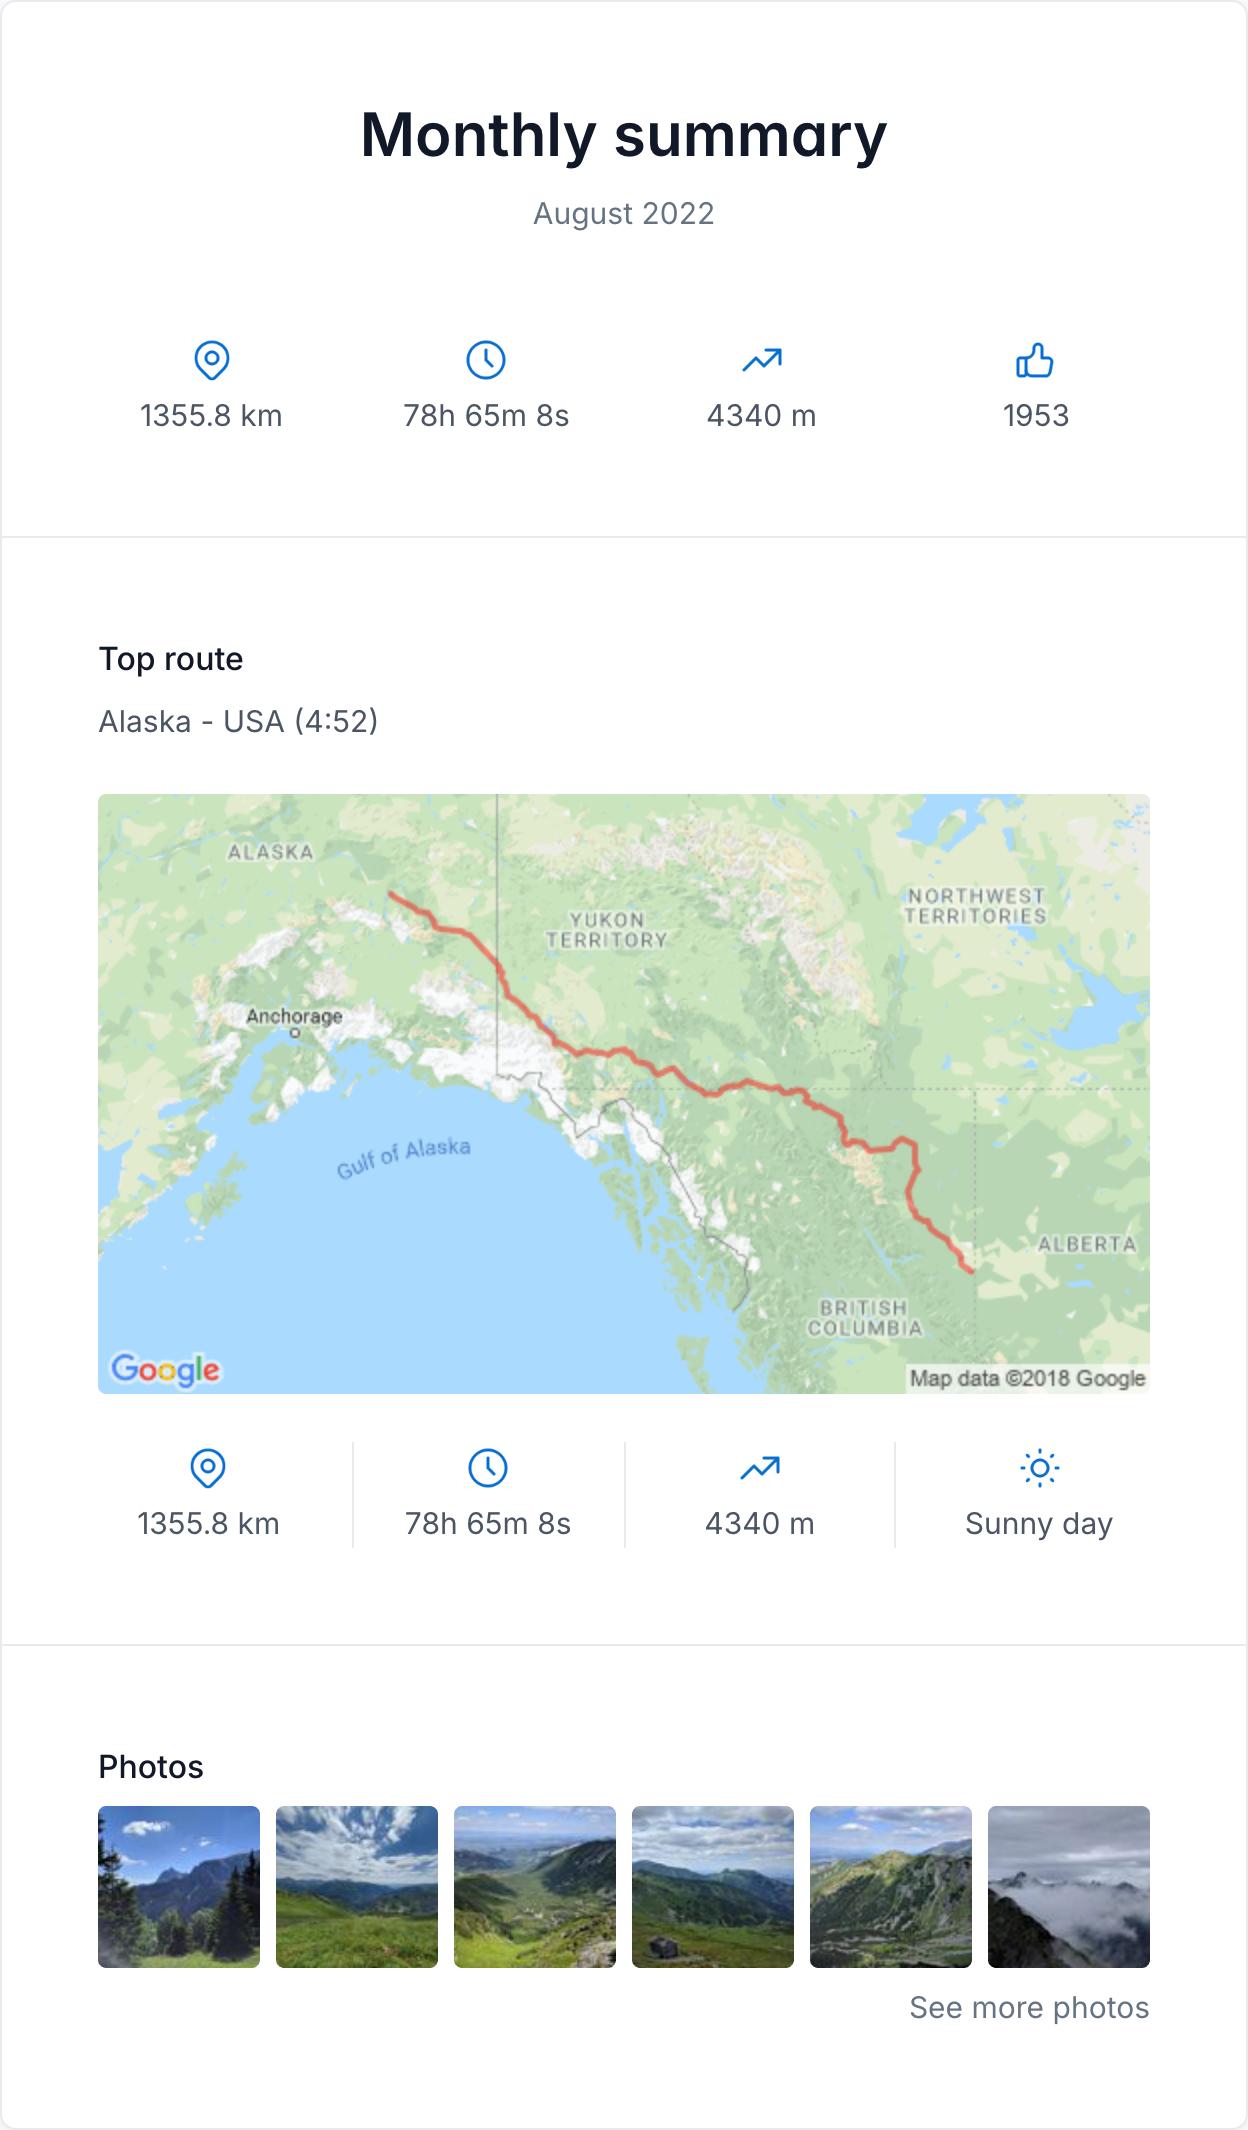 Monthly summary
August 2022
1355.8 km
78h 65m 8s
4340 m
1953
Top route
Alaska - USA (4:52)
ALASKA
YUKON
TERRITORY
NORTHWEST
TERRITORIES
Anchorage
Gulf of Alaska
ALBERTA
BRITISH
COLUMBIA
Google
Map data ©2018 Google
1355.8 km
78h 65m 8s
4340 m
Sunny day
Photos
See more photos